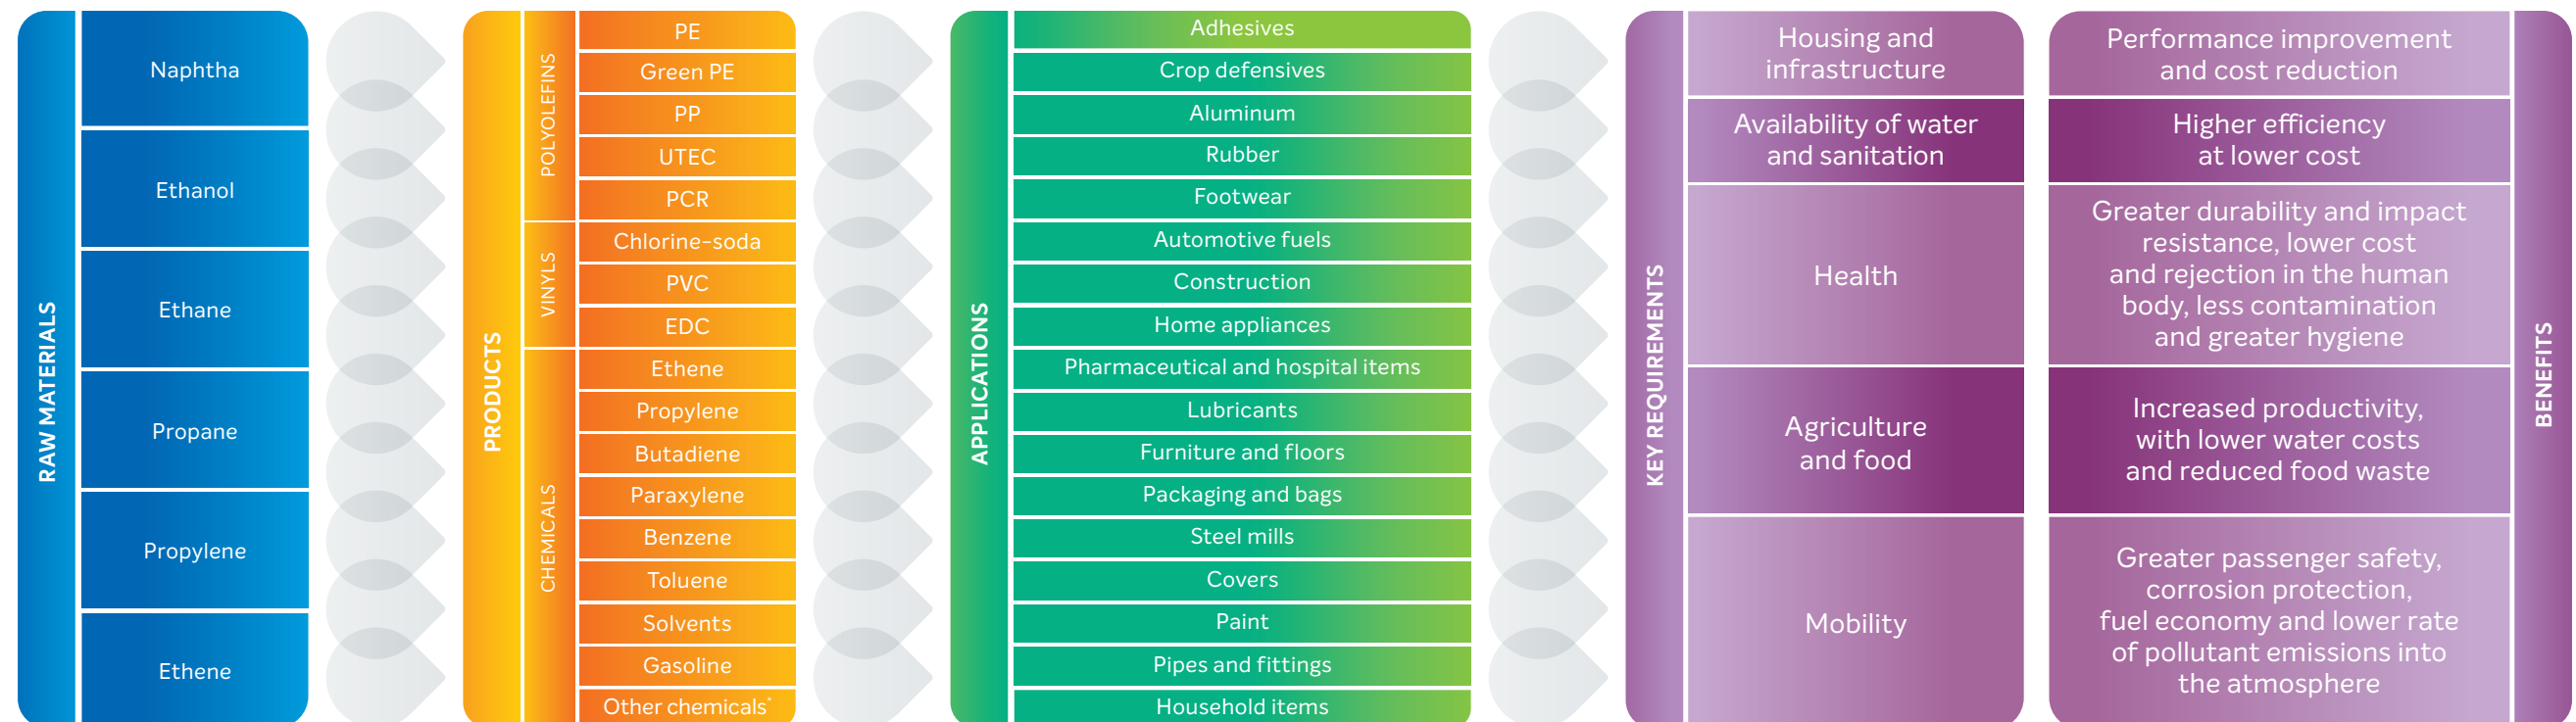 RAW MATERIALS
Naphtha
Ethanol
Ethane
Propane
Propylene
Ethene
PRODUCTS
POLYOLEFINS
PE
Green PE
PP
UTEC
PCR
VINYLS
Chlorine-soda
PVC
EDC
CHEMICALS
Ethene
Propylene
Butadiene
Paraxylene
Benzene
Toluene
Solvents
Gasoline
Other chemicals*
APPLICATIONS
Adhesives
Crop defensives
Aluminum
Rubber
Footwear
Automotive fuels
Construction
Home appliances
Pharmaceutical and hospital items
Lubricants
Furniture and floors
Packaging and bags
Steel mills
Covers
Paint
Pipes and fittings
Household items
KEY REQUIREMENTS
Housing and
infrastructure
Availability of water
and sanitation
Health
Agriculture
and food
Mobility
Performance improvement
and cost reduction
Higher efficiency
at lower cost
Greater durability and impact
resistance, lower cost
and rejection in the human
body, less contamination
and greater hygiene
Increased productivity,
with lower water costs
and reduced food waste
Greater passenger safety,
corrosion protection,
fuel economy and lower rate
of pollutant emissions into
the atmosphere
BENEFITS